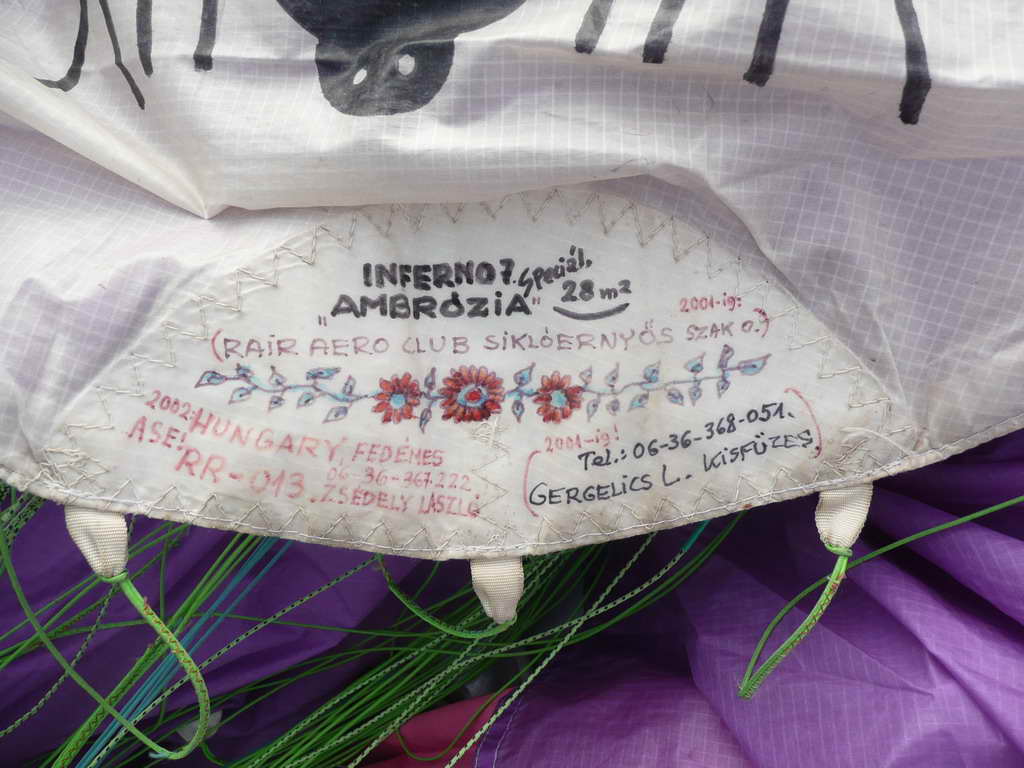 INFERNO 7. Speciál.
„AMBRÓZIA" 28 m²
2001-ig:
(RAIR AERO CLUB SIKLÓERNYŐS SZAK O.)
2002: HUNGARY, FEDÉMES
ASE! RR-013. 06-36-367.222
ZSEDÉLY LÁSZLÓ
2001-ig!
Tel.: 06-36-368-051.
GERGELICS L. KISFÜZES